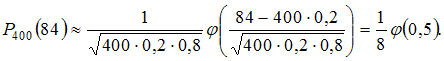 P₄₀₀(84) ≈ 1/√(400·0,2·0,8) φ((84 − 400·0,2)/√(400·0,2·0,8)) = 1/8 φ(0,5).